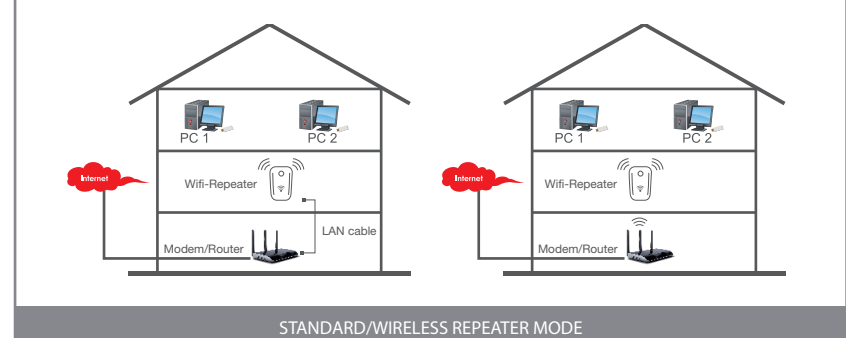 PC 1
PC 2
Internet
Wifi-Repeater
LAN cable
Modem/Router
PC 1
PC 2
Internet
Wifi-Repeater
Modem/Router
STANDARD/WIRELESS REPEATER MODE